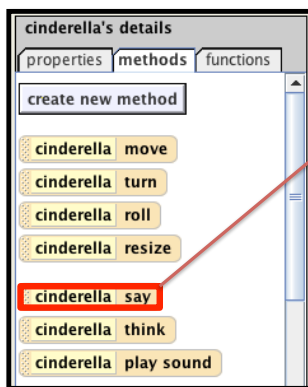 cinderella's details
properties methods functions
create new method
cinderella move
cinderella turn
cinderella roll
cinderella resize
cinderella say
cinderella think
cinderella play sound